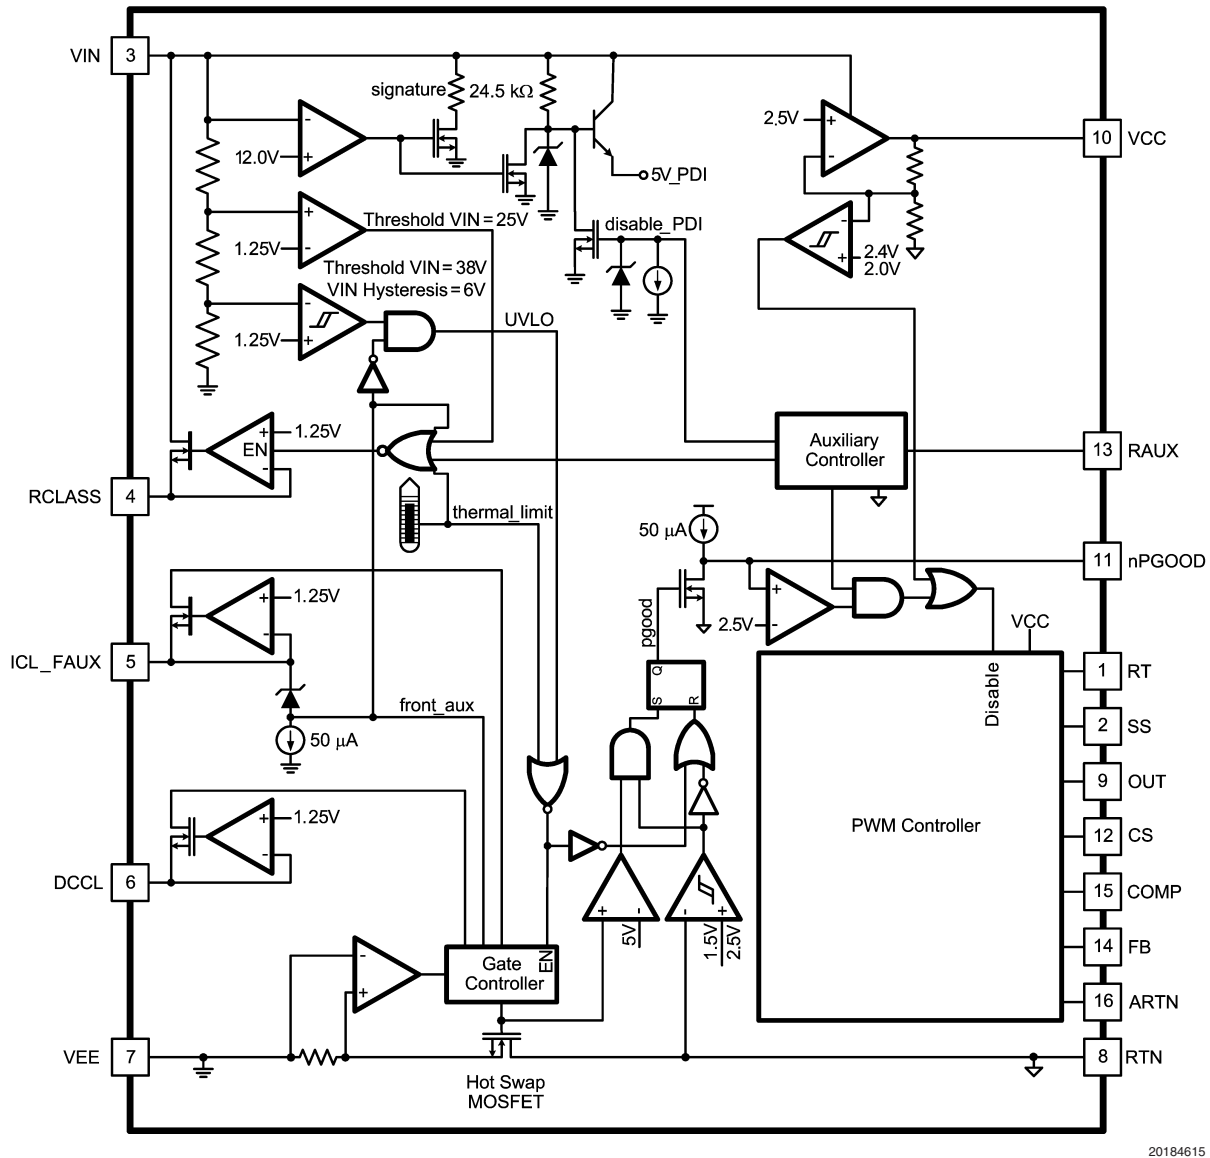 VIN
3
signature
24.5 kΩ
-
12.0V
+
2.5V
+
-
10
VCC
5V_PDI
+
Threshold VIN = 25V
1.25V
-
disable_PDI
-
+
2.4V
2.0V
Threshold VIN = 38V
VIN Hysteresis = 6V
-
1.25V
+
UVLO
+
1.25V
EN
-
Auxiliary
Controller
13
RAUX
RCLASS
4
thermal_limit
50 µA
11
nPGOOD
+
1.25V
-
+
2.5V
-
pgood
VCC
ICL_FAUX
5
Q
S
R
Disable
1
RT
front_aux
50 µA
2
SS
9
OUT
+
1.25V
-
PWM Controller
12
CS
DCCL
6
15
COMP
+
-
5V
-
+
1.5V
2.5V
14
FB
-
+
Gate
Controller
EN
16
ARTN
VEE
7
8
RTN
Hot Swap
MOSFET
20184615